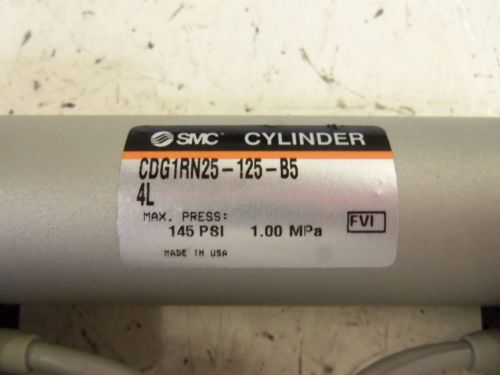 SMC CYLINDER
CDG1RN25-125-B5
4L
MAX. PRESS:
145 PSI 1.00 MPa
FVI
MADE IN USA